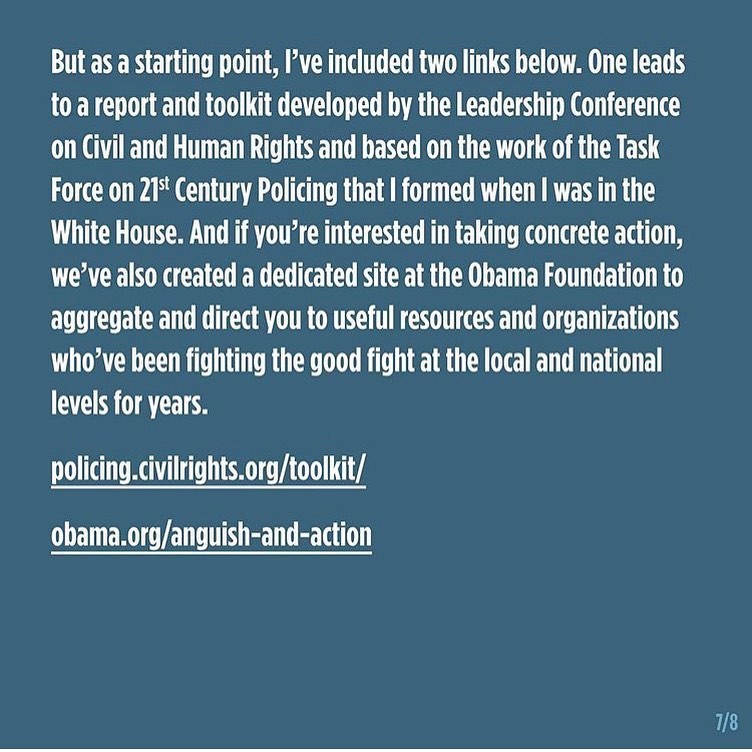 But as a starting point, I’ve included two links below. One leads
to a report and toolkit developed by the Leadership Conference
on Civil and Human Rights and based on the work of the Task
Force on 21st Century Policing that I formed when I was in the
White House. And if you’re interested in taking concrete action,
we’ve also created a dedicated site at the Obama Foundation to
aggregate and direct you to useful resources and organizations
who’ve been fighting the good fight at the local and national
levels for years.
policing.civilrights.org/toolkit/
obama.org/anguish-and-action
7/8